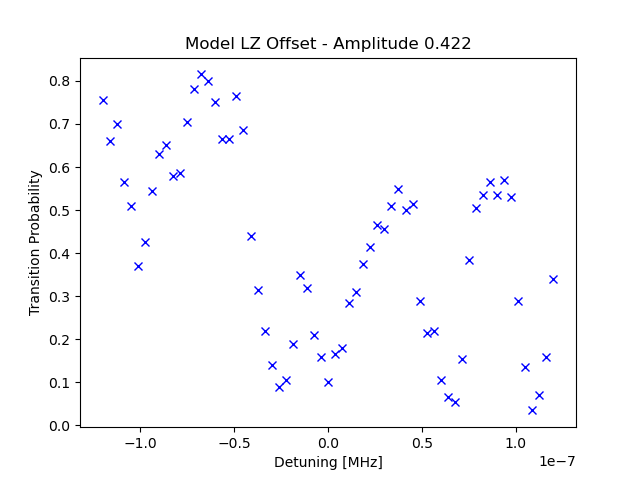 Model LZ Offset - Amplitude 0.422
Transition Probability
0.8
0.7
0.6
0.5
0.4
0.3
0.2
0.1
0.0
−1.0 −0.5 0.0 0.5 1.0
1e−7
Detuning [MHz]